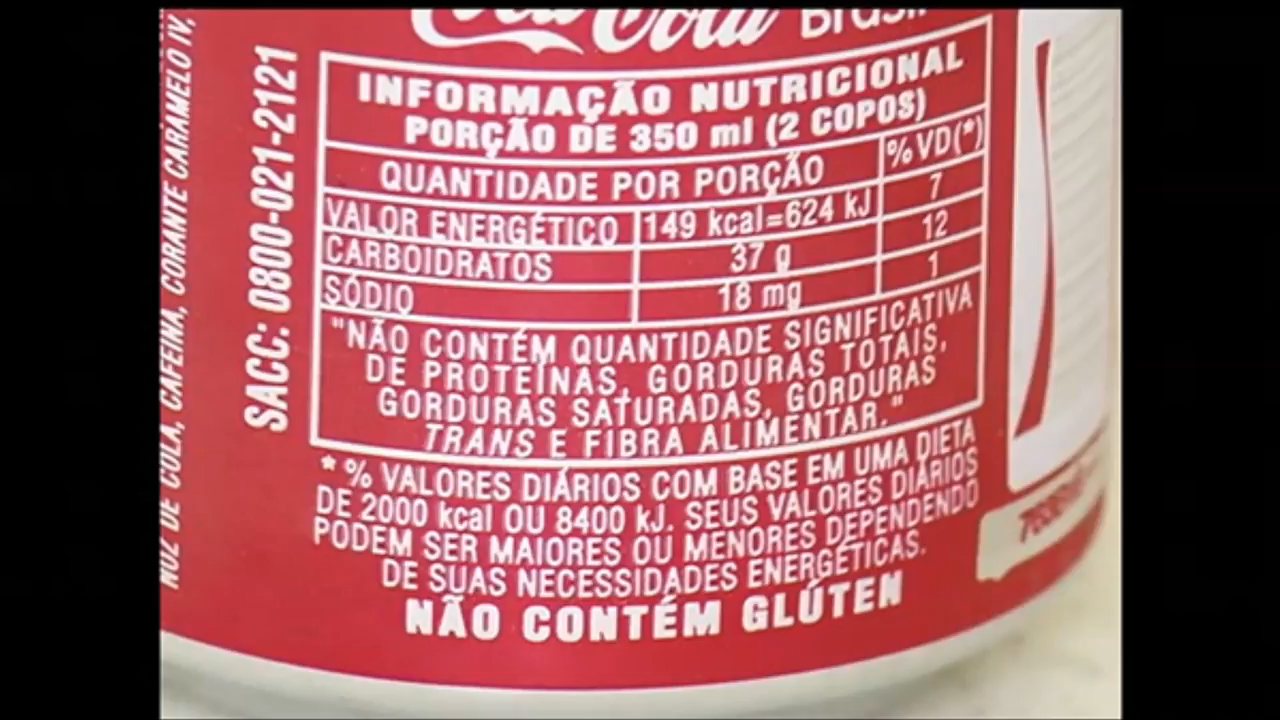 Coca-Cola Brasil
INFORMAÇÃO NUTRICIONAL
PORÇÃO DE 350 ml (2 COPOS)
QUANTIDADE POR PORÇÃO %VD(*)
VALOR ENERGÉTICO 149 kcal=624 kJ 7
CARBOIDRATOS 37 g 12
SÓDIO 18 mg 1
"NÃO CONTÉM QUANTIDADE SIGNIFICATIVA
DE PROTEÍNAS, GORDURAS TOTAIS,
GORDURAS SATURADAS, GORDURAS
TRANS E FIBRA ALIMENTAR."
* % VALORES DIÁRIOS COM BASE EM UMA DIETA
DE 2000 kcal OU 8400 kJ. SEUS VALORES DIÁRIOS
PODEM SER MAIORES OU MENORES DEPENDENDO
DE SUAS NECESSIDADES ENERGÉTICAS.
NÃO CONTÉM GLÚTEN
SACC: 0800-021-2121
NOZ DE COLA, CAFEÍNA, CORANTE CARAMELO IV,